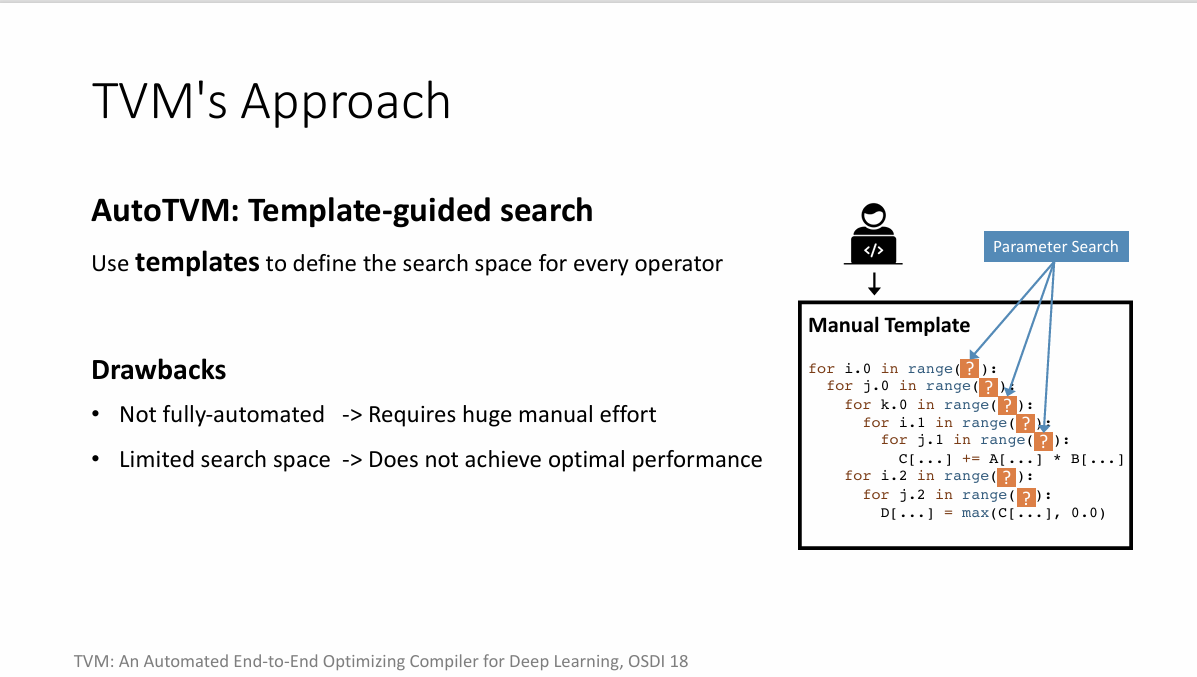 TVM's Approach
AutoTVM: Template-guided search
Use templates to define the search space for every operator
Drawbacks
• Not fully-automated -> Requires huge manual effort
• Limited search space -> Does not achieve optimal performance
</>
Parameter Search
Manual Template
for i.0 in range(?):
for j.0 in range(?):
for k.0 in range(?):
for i.1 in range(?):
for j.1 in range(?):
C[...] += A[...] * B[...]
for i.2 in range(?):
for j.2 in range(?):
D[...] = max(C[...], 0.0)
TVM: An Automated End-to-End Optimizing Compiler for Deep Learning, OSDI 18